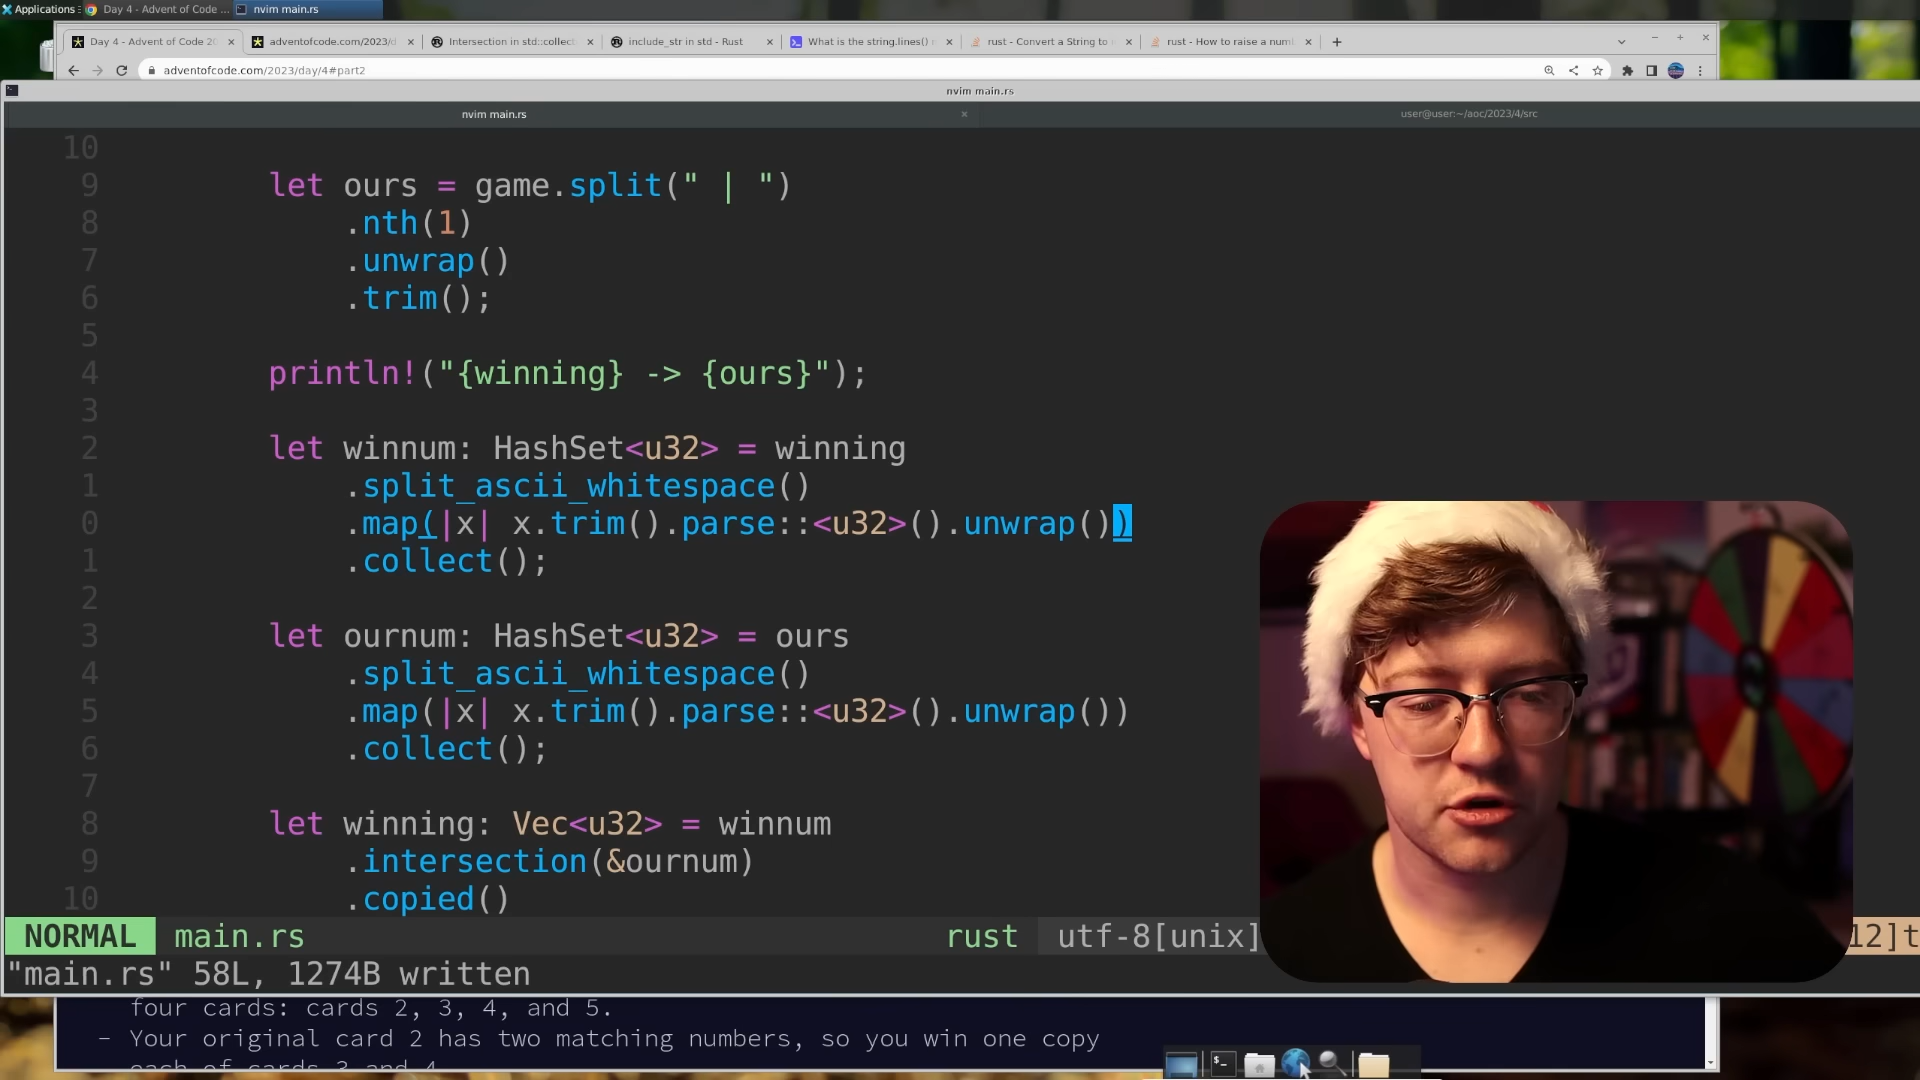 Applications
Day 4 - Advent of Code ...
nvim main.rs
Day 4 - Advent of Code 20
adventofcode.com/2023/d
Intersection in std::collect
include_str in std - Rust
What is the string.lines()
rust - Convert a String to
rust - How to raise a num
adventofcode.com/2023/day/4#part2
nvim main.rs
nvim main.rs
user@user:~/aoc/2023/4/src
10
9 let ours = game.split(" | ")
8 .nth(1)
7 .unwrap()
6 .trim();
5
4 println!("{winning} -> {ours}");
3
2 let winnum: HashSet<u32> = winning
1 .split_ascii_whitespace()
0 .map(|x| x.trim().parse::<u32>().unwrap())
1 .collect();
2
3 let ournum: HashSet<u32> = ours
4 .split_ascii_whitespace()
5 .map(|x| x.trim().parse::<u32>().unwrap())
6 .collect();
7
8 let winning: Vec<u32> = winnum
9 .intersection(&ournum)
10 .copied()
NORMAL main.rs rust utf-8[unix] 12]t
"main.rs" 58L, 1274B written
four cards: cards 2, 3, 4, and 5.
- Your original card 2 has two matching numbers, so you win one copy
each of cards 3 and 4